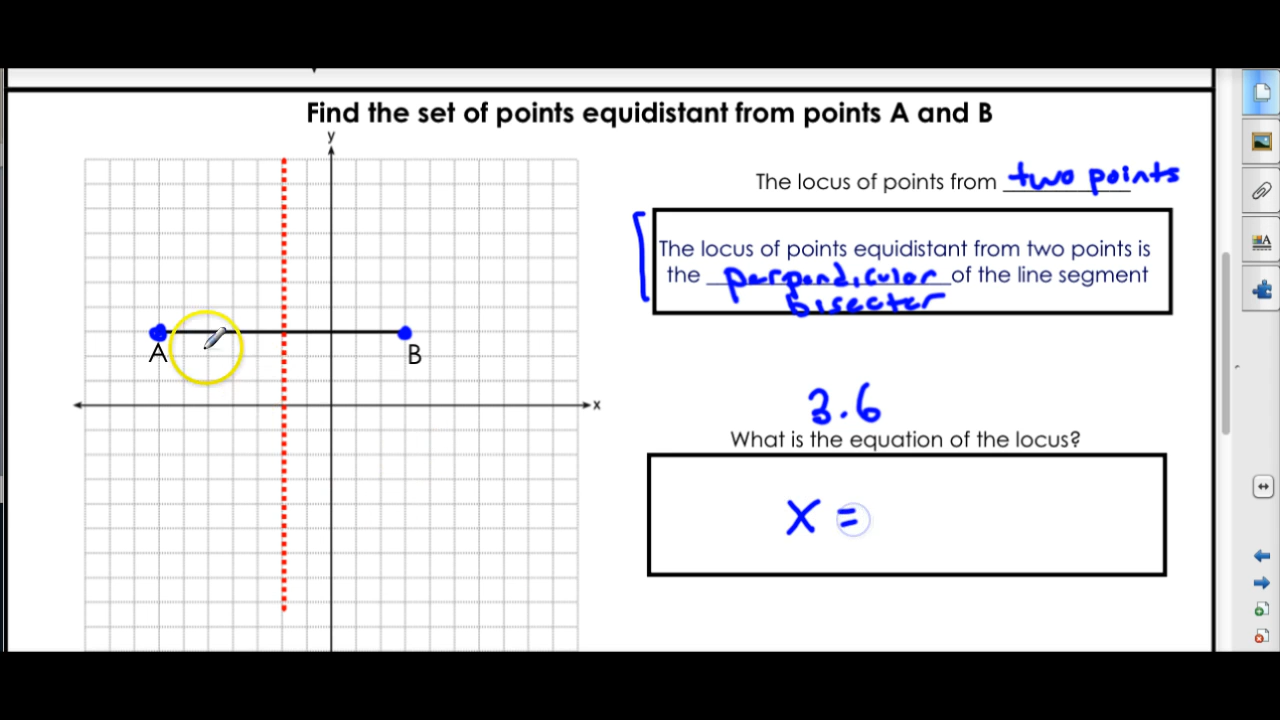 Find the set of points equidistant from points A and B
y
The locus of points from two points
The locus of points equidistant from two points is
the perpendicular of the line segment
bisector
A
B
x
3.6
What is the equation of the locus?
x =